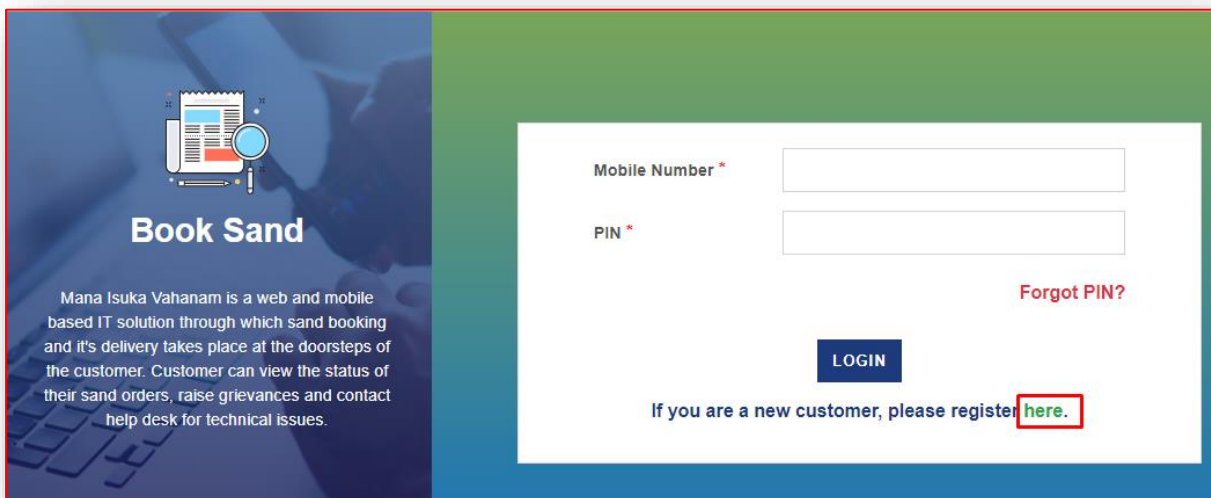 Book Sand
Mana Isuka Vahanam is a web and mobile
based IT solution through which sand booking
and it's delivery takes place at the doorsteps of
the customer. Customer can view the status of
their sand orders, raise grievances and contact
help desk for technical issues.
Mobile Number *
PIN *
Forgot PIN?
LOGIN
If you are a new customer, please register here.